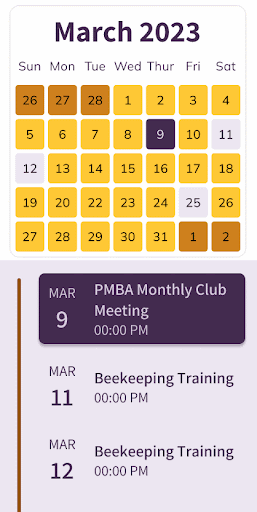 March 2023
Sun Mon Tue Wed Thur Fri Sat
26 27 28 1 2 3 4
5 6 7 8 9 10 11
12 13 14 15 16 17 18
19 20 21 22 24 25 26
27 28 29 30 31 1 2
MAR
9
PMBA Monthly Club
Meeting
00:00 PM
MAR
11
Beekeeping Training
00:00 PM
MAR
12
Beekeeping Training
00:00 PM